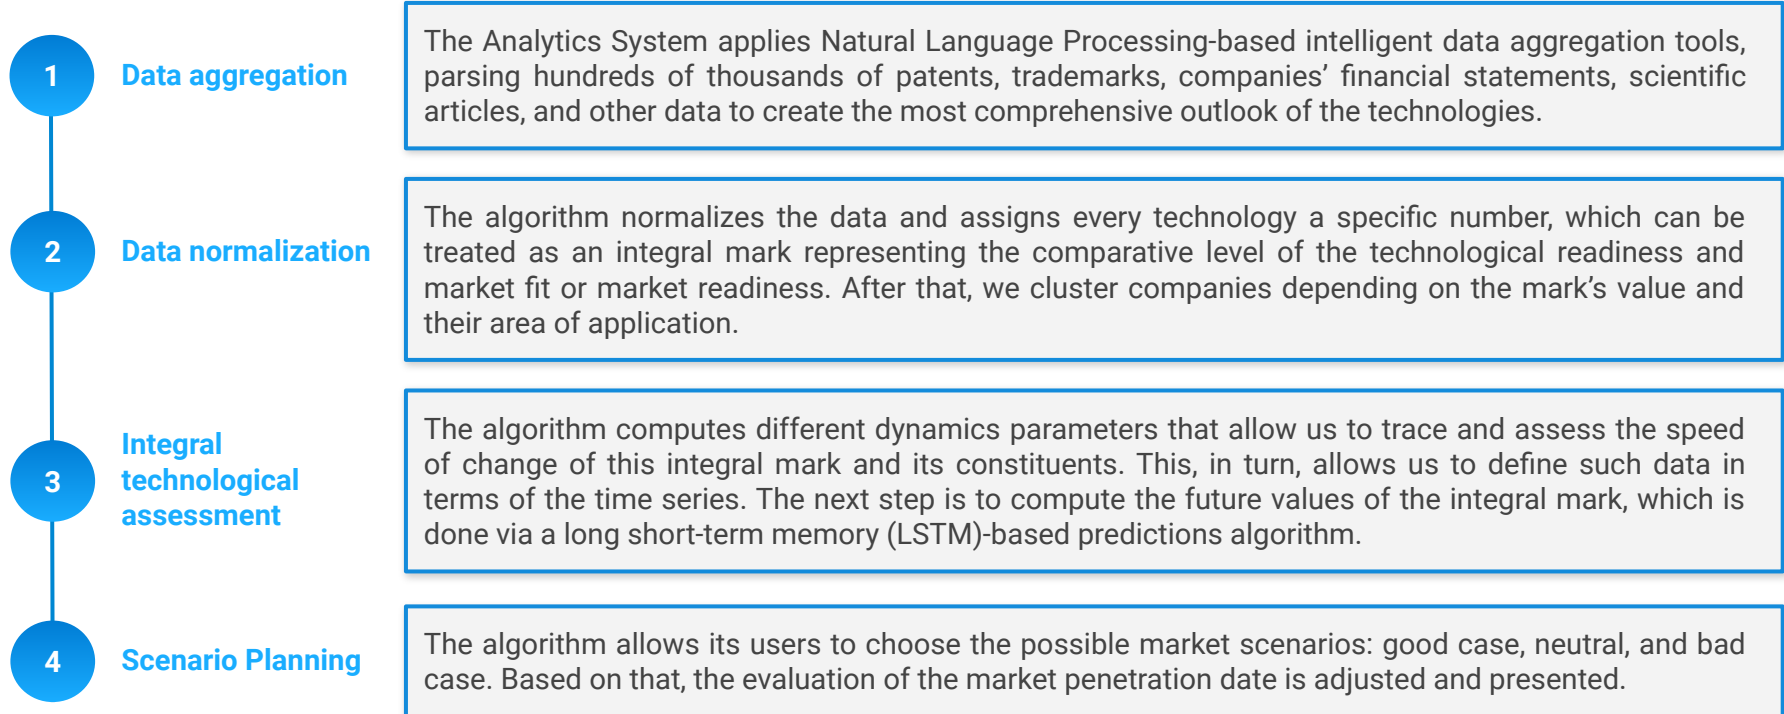 1
Data aggregation
The Analytics System applies Natural Language Processing-based intelligent data aggregation tools,
parsing hundreds of thousands of patents, trademarks, companies’ financial statements, scientific
articles, and other data to create the most comprehensive outlook of the technologies.
2
Data normalization
The algorithm normalizes the data and assigns every technology a specific number, which can be
treated as an integral mark representing the comparative level of the technological readiness and
market fit or market readiness. After that, we cluster companies depending on the mark’s value and
their area of application.
3
Integral
technological
assessment
The algorithm computes different dynamics parameters that allow us to trace and assess the speed
of change of this integral mark and its constituents. This, in turn, allows us to define such data in
terms of the time series. The next step is to compute the future values of the integral mark, which is
done via a long short-term memory (LSTM)-based predictions algorithm.
4
Scenario Planning
The algorithm allows its users to choose the possible market scenarios: good case, neutral, and bad
case. Based on that, the evaluation of the market penetration date is adjusted and presented.